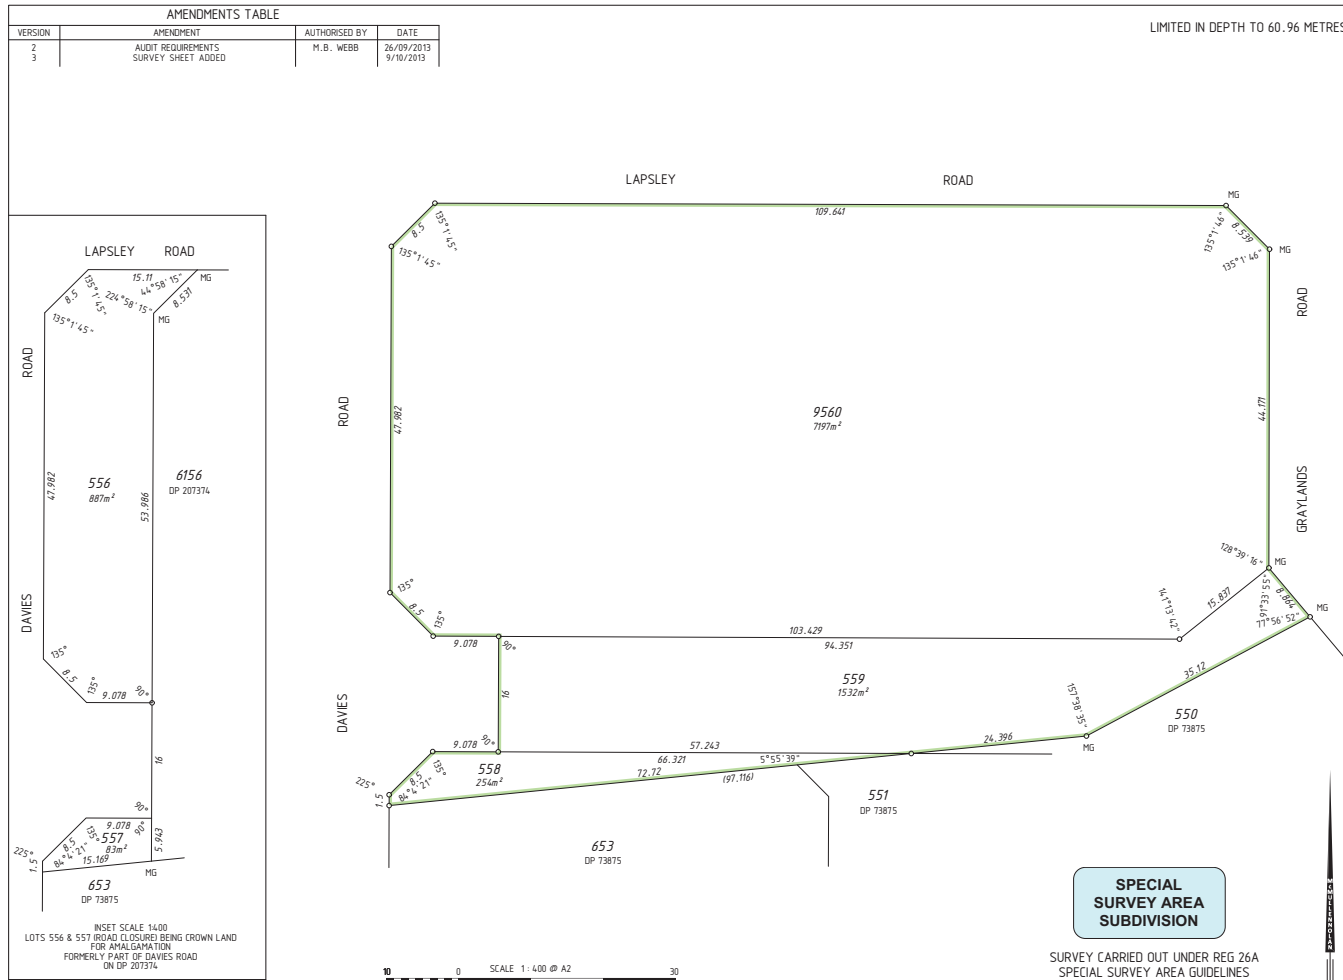 AMENDMENTS TABLE
VERSION AMENDMENT AUTHORISED BY DATE
2 AUDIT REQUIREMENTS M.B. WEBB 26/09/2013
3 SURVEY SHEET ADDED 9/10/2013
LIMITED IN DEPTH TO 60.96 METRES
LAPSLEY ROAD
15.11
44°58'15"
MG
8.5
135°1'45"
224°58'15"
8.531
135°1'45"
MG
ROAD
47.982
556
887m²
53.986
6156
DP 207374
DAVIES
135°
8.5
135°
9.078
90°
16
90°
9.078
90°
135°
557
83m²
8.5
5.943
225°
84°4'21"
1.5
15.169
MG
653
DP 73875
INSET SCALE 1:400
LOTS 556 & 557 (ROAD CLOSURE) BEING CROWN LAND
FOR AMALGAMATION
FORMERLY PART OF DAVIES ROAD
ON DP 207374
LAPSLEY ROAD
MG
109.641
8.5
135°1'45"
135°1'45"
135°1'46"
8.539
135°1'46"
MG
ROAD
ROAD
47.982
9560
7197m²
44.171
GRAYLANDS
128°39'16"
MG
135°
8.5
135°
91°33'55"
8.864
MG
77°56'52"
141°13'42"
15.837
9.078
90°
103.429
94.351
559
1532m²
DAVIES
16
35.12
157°38'35"
550
DP 73875
9.078
90°
57.243
24.396
MG
66.321
5°55'39"
558
254m²
135°
8.5
225°
84°4'21"
1.5
72.72
(97.116)
551
DP 73875
653
DP 73875
SPECIAL
SURVEY AREA
SUBDIVISION
SURVEY CARRIED OUT UNDER REG 26A
SPECIAL SURVEY AREA GUIDELINES
10 0 SCALE 1 : 400 @ A2 30
MCMULLENNOLAN